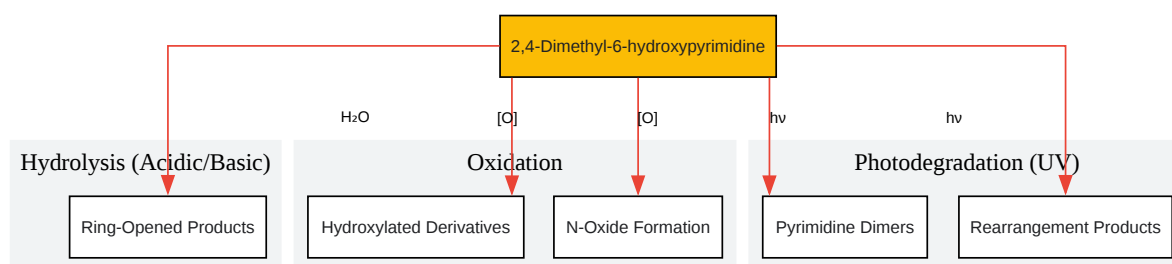 2,4-Dimethyl-6-hydroxypyrimidine
H₂O
[O]
[O]
hν
hν
Hydrolysis (Acidic/Basic)
Oxidation
Photodegradation (UV)
Ring-Opened Products
Hydroxylated Derivatives
N-Oxide Formation
Pyrimidine Dimers
Rearrangement Products